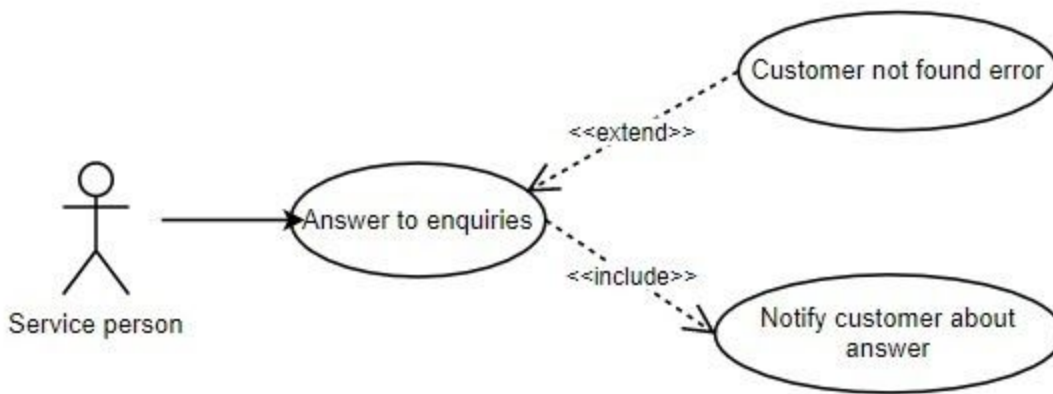 Customer not found error
<<extend>>
Answer to enquiries
<<include>>
Service person
Notify customer about
answer